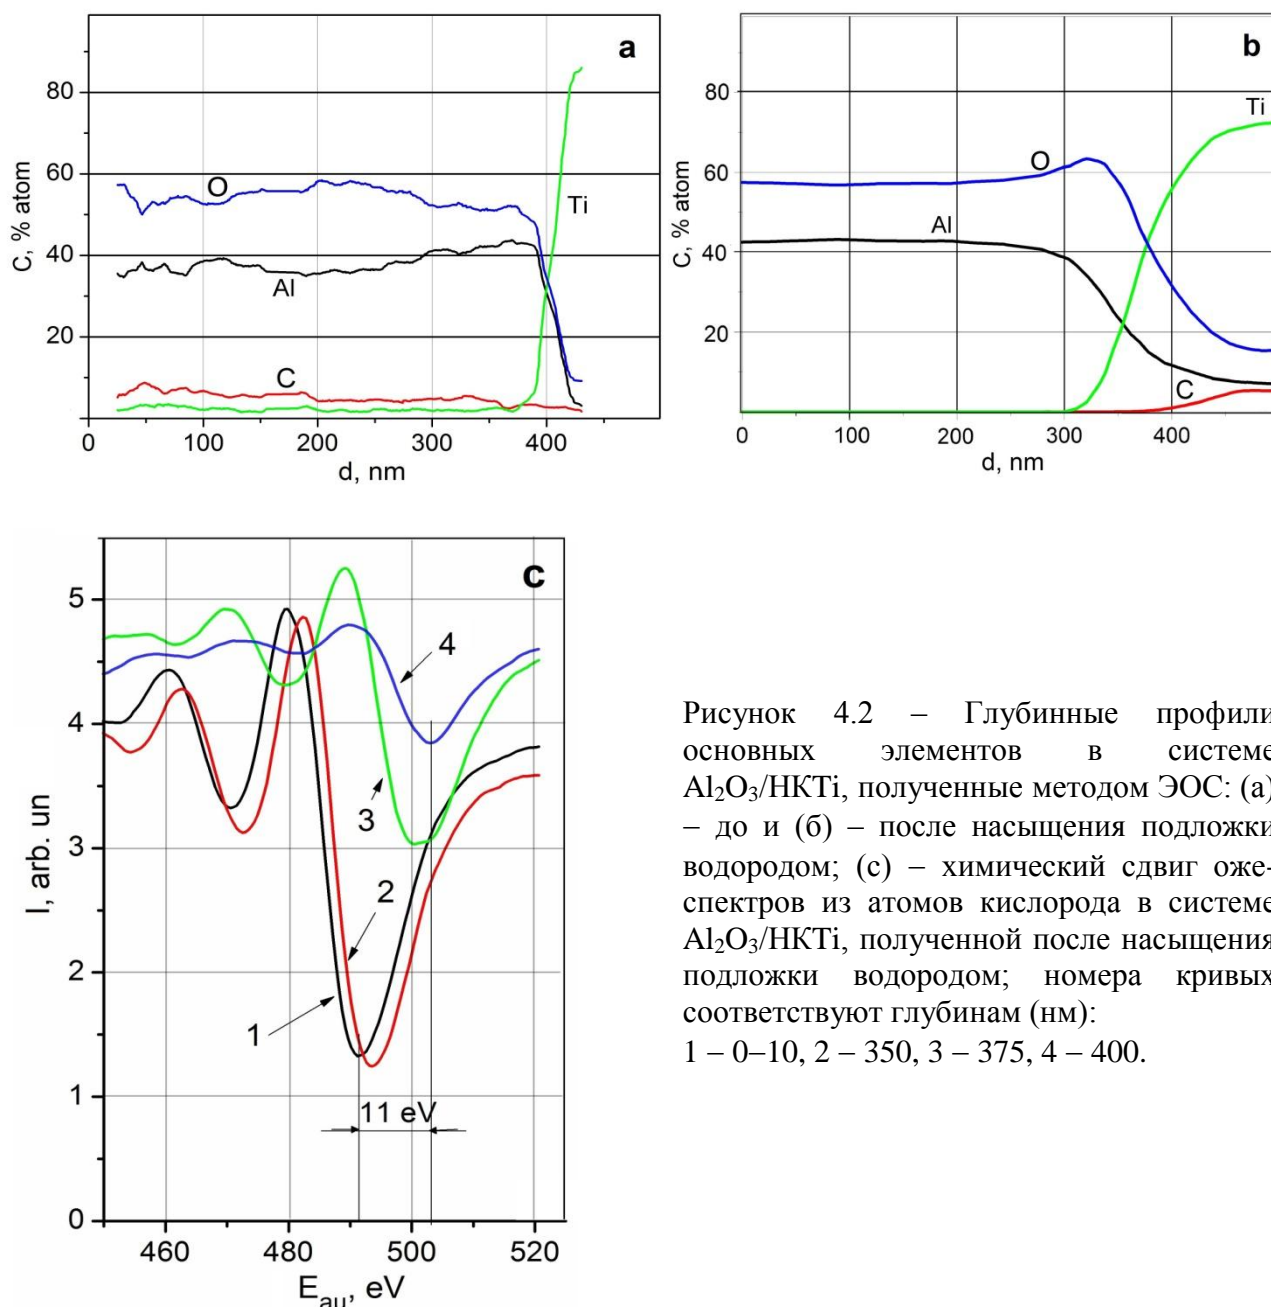 a
80
60
40
20
C, % atom
O
Al
C
Ti
0 100 200 300 400
d, nm
b
80
60
40
20
C, % atom
O
Al
Ti
C
0 100 200 300 400
d, nm
c
5
4
3
2
1
0
I, arb. un
1
2
3
4
11 eV
460 480 500 520
E_au, eV
Рисунок 4.2 – Глубинные профили
основных элементов в системе
Al₂O₃/НКTi, полученные методом ЭОС: (а)
– до и (б) – после насыщения подложки
водородом; (с) – химический сдвиг оже-
спектров из атомов кислорода в системе
Al₂O₃/НКTi, полученной после насыщения
подложки водородом; номера кривых
соответствуют глубинам (нм):
1 – 0–10, 2 – 350, 3 – 375, 4 – 400.